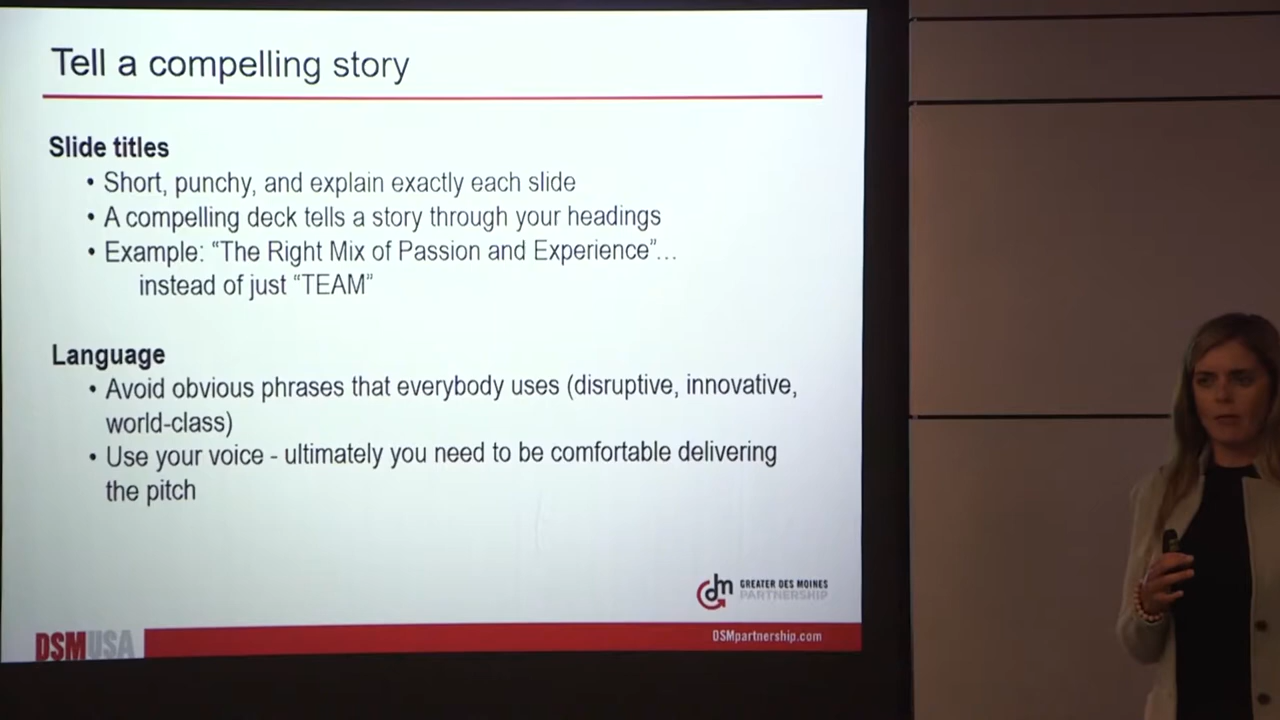 Tell a compelling story
Slide titles
• Short, punchy, and explain exactly each slide
• A compelling deck tells a story through your headings
• Example: “The Right Mix of Passion and Experience”...
instead of just “TEAM”
Language
• Avoid obvious phrases that everybody uses (disruptive, innovative,
world-class)
• Use your voice - ultimately you need to be comfortable delivering
the pitch
dm
GREATER DES MOINES
PARTNERSHIP
DSMUSA
DSMpartnership.com